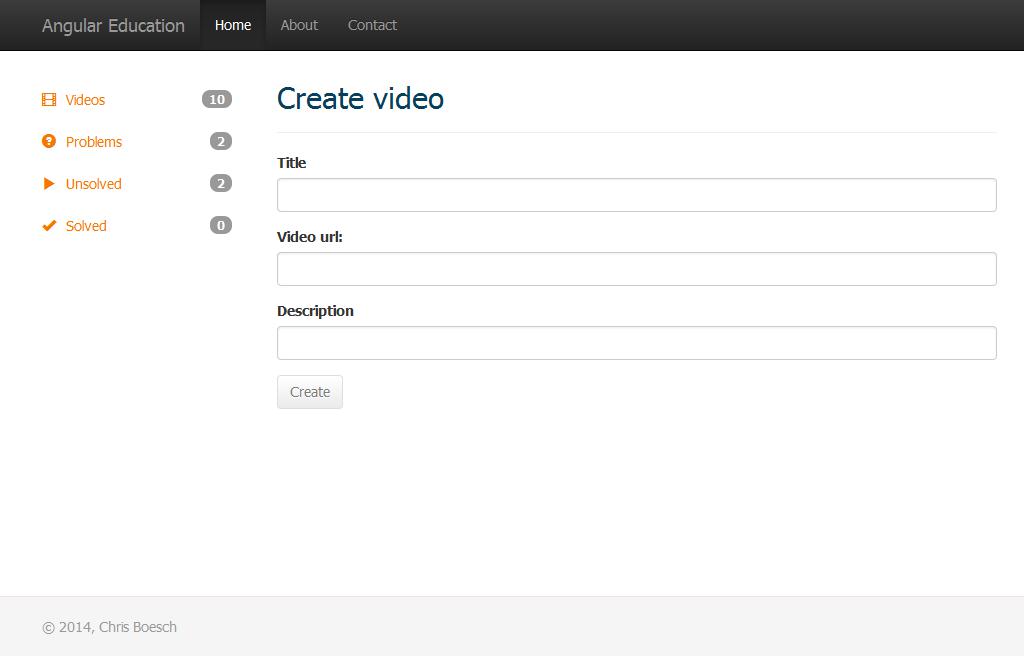 Angular Education Home About Contact
Videos 10
Problems 2
Unsolved 2
Solved 0
Create video
Title
Video url:
Description
Create
© 2014, Chris Boesch